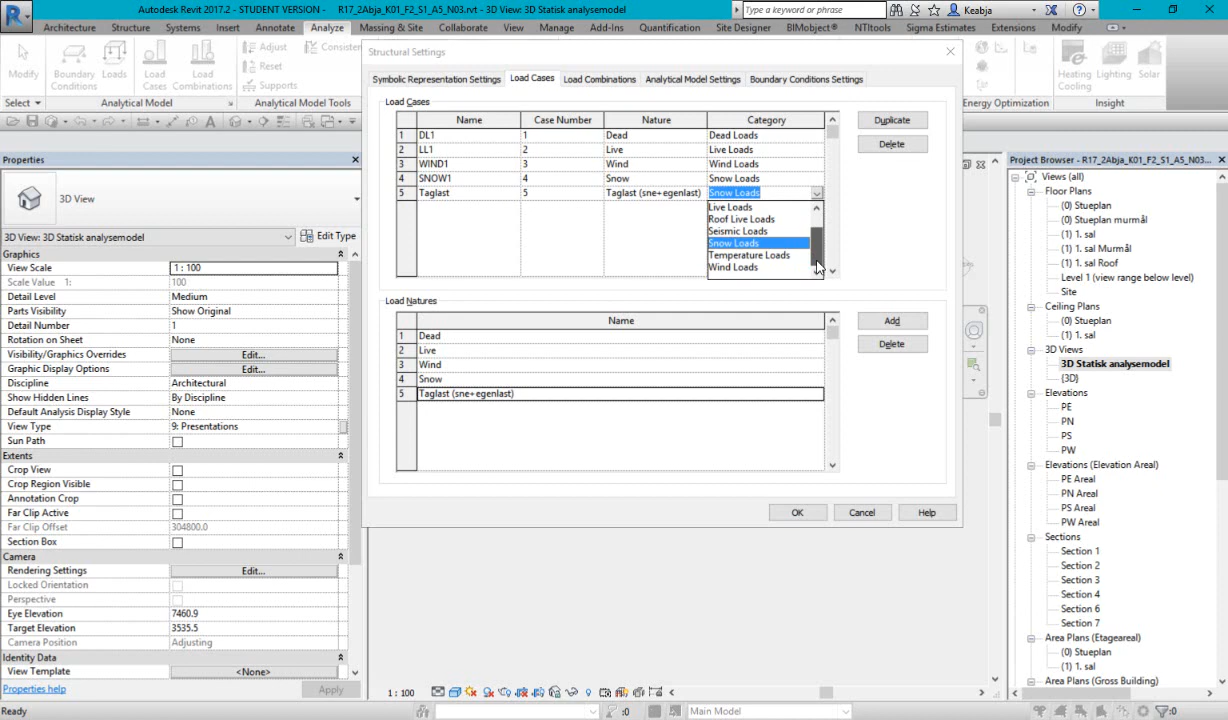 Autodesk Revit 2017.2 - STUDENT VERSION - R17_2Abja_K01_F2_S1_A5_N03.rvt - 3D View: 3D Statisk analysemodel
Type a keyword or phrase
Keabja
Architecture Structure Systems Insert Annotate Analyze Massing & Site Collaborate View Manage Add-Ins Quantification Site Designer BIMobject® NTItools Sigma Estimates Extensions Modify
Modify
Boundary Conditions
Loads
Load Cases
Load Combinations
Adjust
Reset
Supports
Consisten
Heating Cooling
Lighting
Solar
Select
Analytical Model
Analytical Model Tools
Energy Optimization
Insight
Structural Settings
Symbolic Representation Settings Load Cases Load Combinations Analytical Model Settings Boundary Conditions Settings
Load Cases
Name Case Number Nature Category
1 DL1 1 Dead Dead Loads
2 LL1 2 Live Live Loads
3 WIND1 3 Wind Wind Loads
4 SNOW1 4 Snow Snow Loads
5 Taglast 5 Taglast (sne+egenlast) Snow Loads
Live Loads
Roof Live Loads
Seismic Loads
Snow Loads
Temperature Loads
Wind Loads
Duplicate
Delete
Load Natures
Name
1 Dead
2 Live
3 Wind
4 Snow
5 Taglast (sne+egenlast)
Add
Delete
OK Cancel Help
Properties
3D View
3D View: 3D Statisk analysemodel
Edit Type
Graphics
View Scale 1 : 100
Scale Value 1: 100
Detail Level Medium
Parts Visibility Show Original
Detail Number 1
Rotation on Sheet None
Visibility/Graphics Overrides Edit...
Graphic Display Options Edit...
Discipline Architectural
Show Hidden Lines By Discipline
Default Analysis Display Style None
View Type 9: Presentations
Sun Path
Extents
Crop View
Crop Region Visible
Annotation Crop
Far Clip Active
Far Clip Offset 304800.0
Section Box
Camera
Rendering Settings Edit...
Locked Orientation
Perspective
Eye Elevation 7460.9
Target Elevation 3535.5
Camera Position Adjusting
Identity Data
View Template <None>
Properties help
Apply
Project Browser - R17_2Abja_K01_F2_S1_A5_N03...
Views (all)
Floor Plans
(0) Stueplan
(0) Stueplan murmål
(1) 1. sal
(1) 1. sal Murmål
(1) 1. sal Roof
Level 1 (view range below level)
Site
Ceiling Plans
(0) Stueplan
(1) 1. sal
3D Views
3D Statisk analysemodel
{3D}
Elevations
PE
PN
PS
PW
Elevations (Elevation Area)
PE Areal
PN Areal
PS Areal
PW Areal
Sections
Section 1
Section 2
Section 3
Section 4
Section 6
Section 7
Area Plans (Etageareal)
(0) Stueplan
(1) 1. sal
Area Plans (Gross Building)
1 : 100
Ready
:0
Main Model
:0